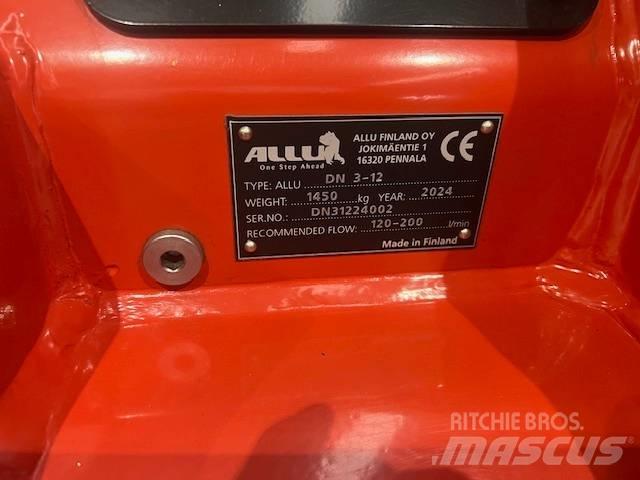 ALLU
One Step Ahead
ALLU FINLAND OY
JOKIMÄENTIE 1
16320 PENNALA
CE
TYPE: ALLU DN 3-12
WEIGHT: 1450 kg YEAR: 2024
SER.NO.: DN31224002
RECOMMENDED FLOW: 120-200 l/min
Made in Finland
RITCHIE BROS.
MASCUS